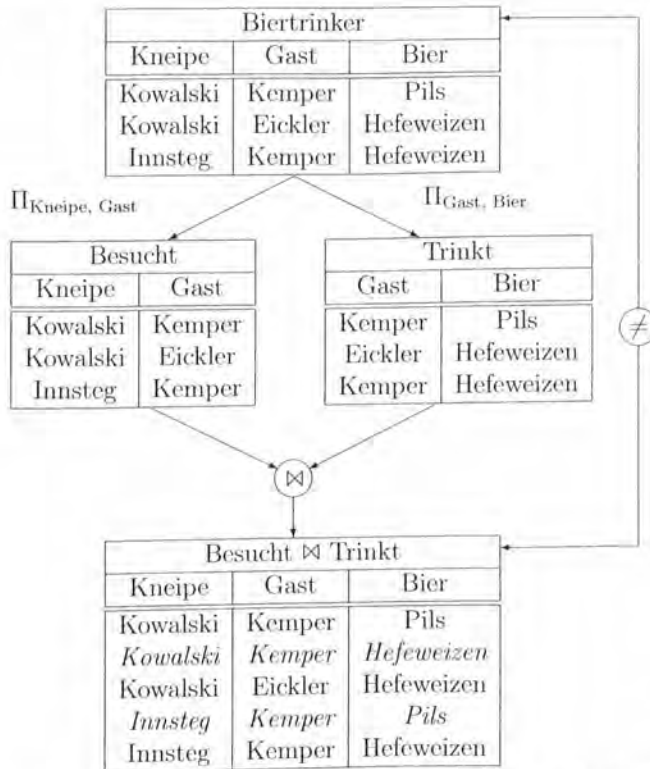 Biertrinker
Kneipe Gast Bier
Kowalski Kemper Pils
Kowalski Eickler Hefeweizen
Innsteg Kemper Hefeweizen
Π Kneipe, Gast Π Gast, Bier
Besucht Trinkt
Kneipe Gast Gast Bier
Kowalski Kemper Kemper Pils
Kowalski Eickler Eickler Hefeweizen
Innsteg Kemper Kemper Hefeweizen
≠
⋈
Besucht ⋈ Trinkt
Kneipe Gast Bier
Kowalski Kemper Pils
Kowalski Kemper Hefeweizen
Kowalski Eickler Hefeweizen
Innsteg Kemper Pils
Innsteg Kemper Hefeweizen